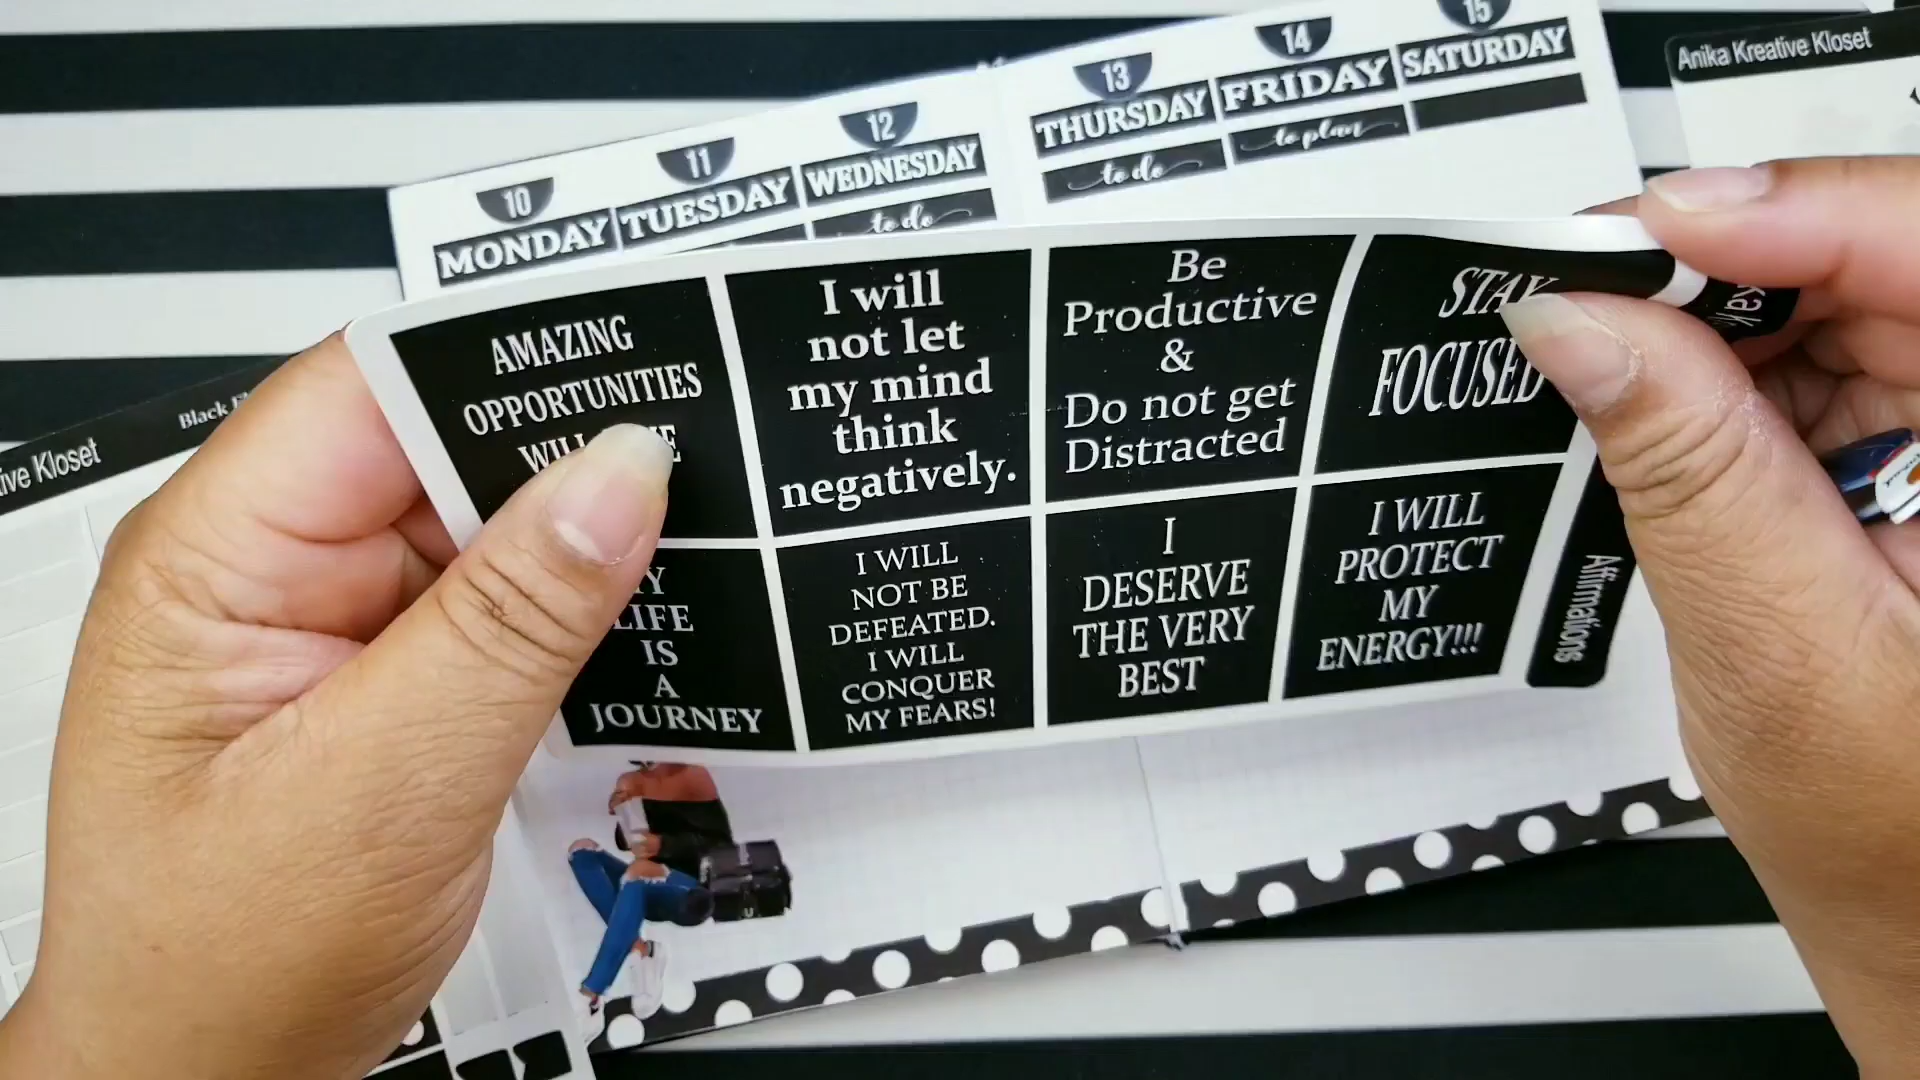 15
14
13
12
11
10
Anika Kreative Kloset
MONDAY
TUESDAY
WEDNESDAY
THURSDAY
FRIDAY
SATURDAY
to do
to do
to plan
Black
Kloset
AMAZING
OPPORTUNITIES
I will
not let
my mind
think
negatively.
Be
Productive
&
Do not get
Distracted
STAY
FOCUSED
LIFE
IS
A
JOURNEY
I WILL
NOT BE
DEFEATED.
I WILL
CONQUER
MY FEARS!
I
DESERVE
THE VERY
BEST
I WILL
PROTECT
MY
ENERGY!!!
Affirmations